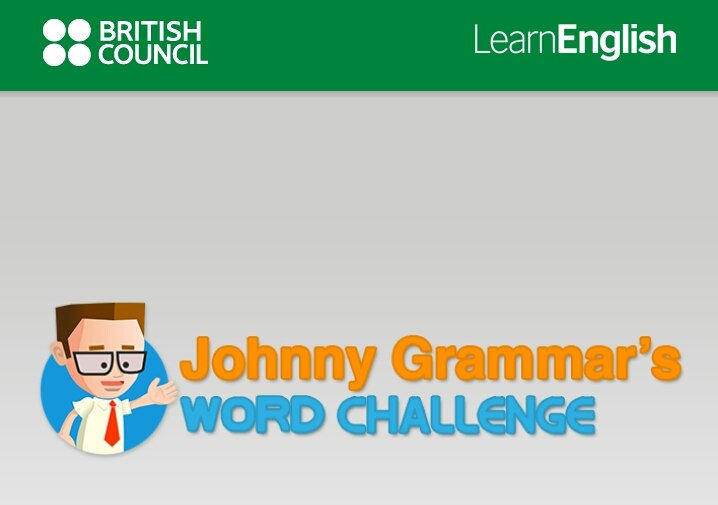 BRITISH
COUNCIL
LearnEnglish
Johnny Grammar's
WORD CHALLENGE